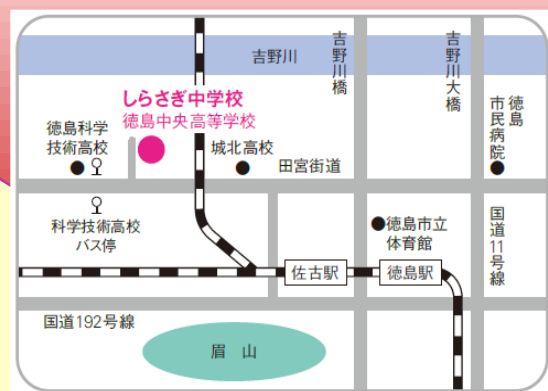 吉野川
吉野川橋
吉野川大橋
しらさぎ中学校
徳島中央高等学校
徳島科学
技術高校
城北高校
田宮街道
徳島
市民病院
科学技術高校
バス停
徳島市立
体育館
国道11号線
佐古駅
徳島駅
国道192号線
眉 山